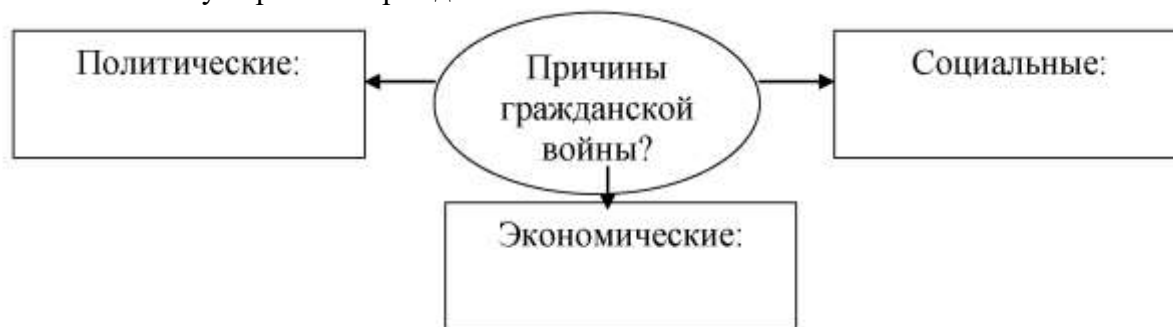 Политические:
Причины
гражданской
войны?
Социальные:
Экономические: